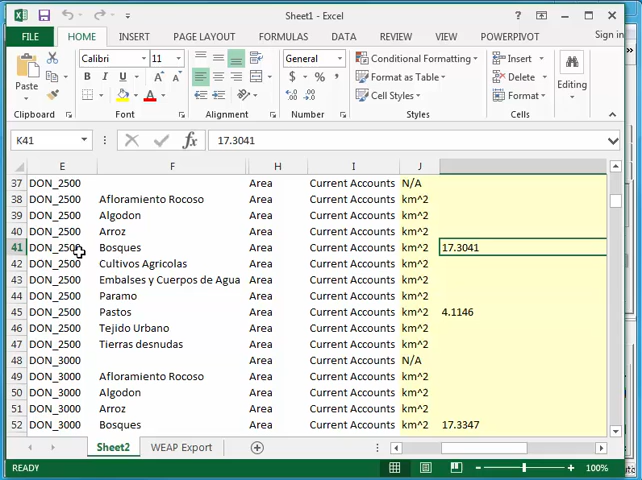 Sheet1 - Excel
Sign in
FILE HOME INSERT PAGE LAYOUT FORMULAS DATA REVIEW VIEW POWERPIVOT
Calibri 11 General Conditional Formatting Insert
Paste B I U A A $ % , Format as Table Delete Editing
A Cell Styles Format
Clipboard Font Alignment Number Styles Cells
K41 fx 17.3041
E F H I J
37 DON_2500 Area Current Accounts N/A
38 DON_2500 Afloramiento Rocoso Area Current Accounts km^2
39 DON_2500 Algodon Area Current Accounts km^2
40 DON_2500 Arroz Area Current Accounts km^2
41 DON_2500 Bosques Area Current Accounts km^2 17.3041
42 DON_2500 Cultivos Agricolas Area Current Accounts km^2
43 DON_2500 Embalses y Cuerpos de Agua Area Current Accounts km^2
44 DON_2500 Paramo Area Current Accounts km^2
45 DON_2500 Pastos Area Current Accounts km^2 4.1146
46 DON_2500 Tejido Urbano Area Current Accounts km^2
47 DON_2500 Tierras desnudas Area Current Accounts km^2
48 DON_3000 Area Current Accounts N/A
49 DON_3000 Afloramiento Rocoso Area Current Accounts km^2
50 DON_3000 Algodon Area Current Accounts km^2
51 DON_3000 Arroz Area Current Accounts km^2
52 DON_3000 Bosques Area Current Accounts km^2 17.3347
Sheet2 WEAP Export
READY 100%